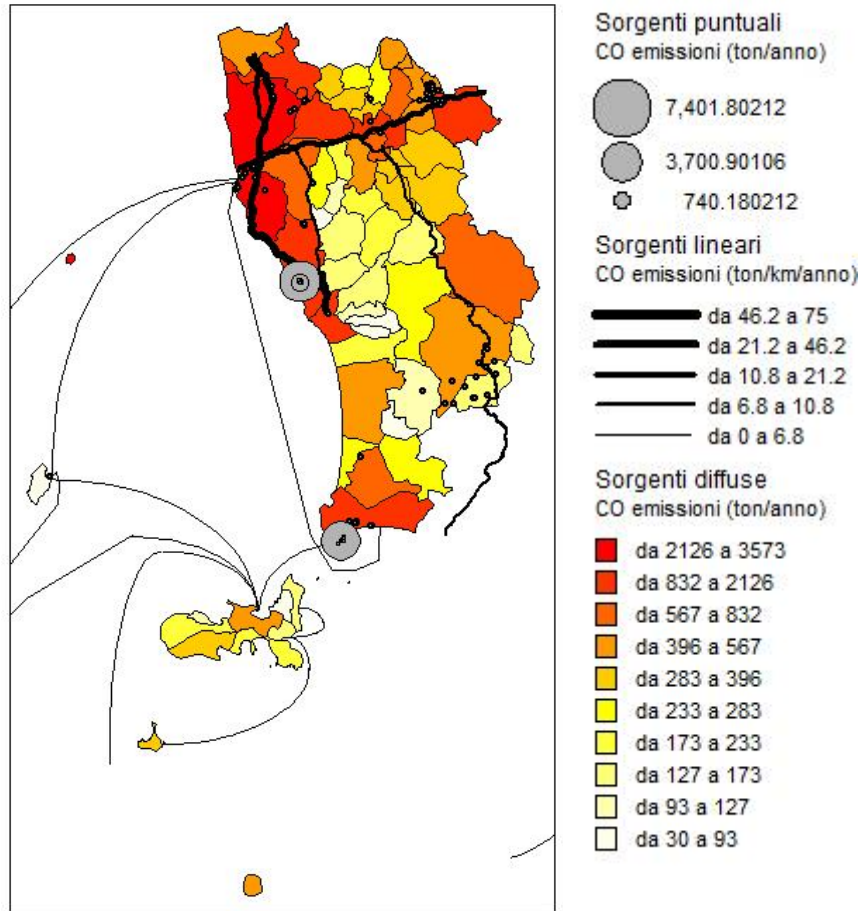 Sorgenti puntuali
CO emissioni (ton/anno)
7,401.80212
3,700.90106
740.180212
Sorgenti lineari
CO emissioni (ton/km/anno)
da 46.2 a 75
da 21.2 a 46.2
da 10.8 a 21.2
da 6.8 a 10.8
da 0 a 6.8
Sorgenti diffuse
CO emissioni (ton/anno)
da 2126 a 3573
da 832 a 2126
da 567 a 832
da 396 a 567
da 283 a 396
da 233 a 283
da 173 a 233
da 127 a 173
da 93 a 127
da 30 a 93